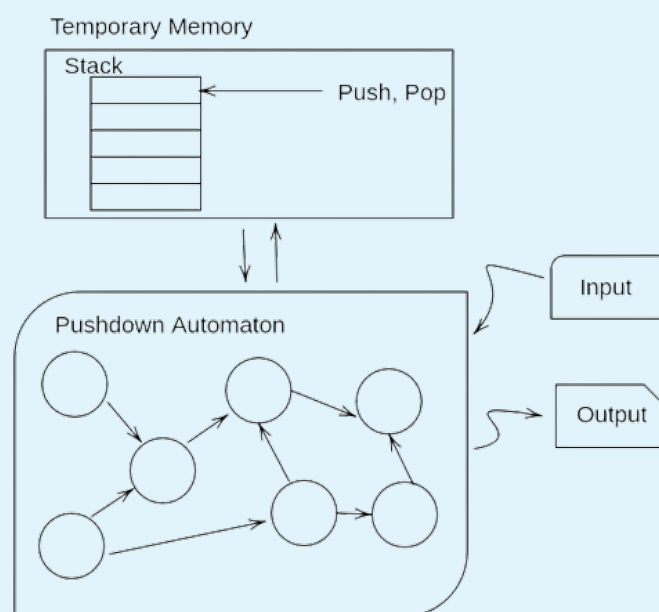 Temporary Memory
Stack
Push, Pop
Input
Pushdown Automaton
Output